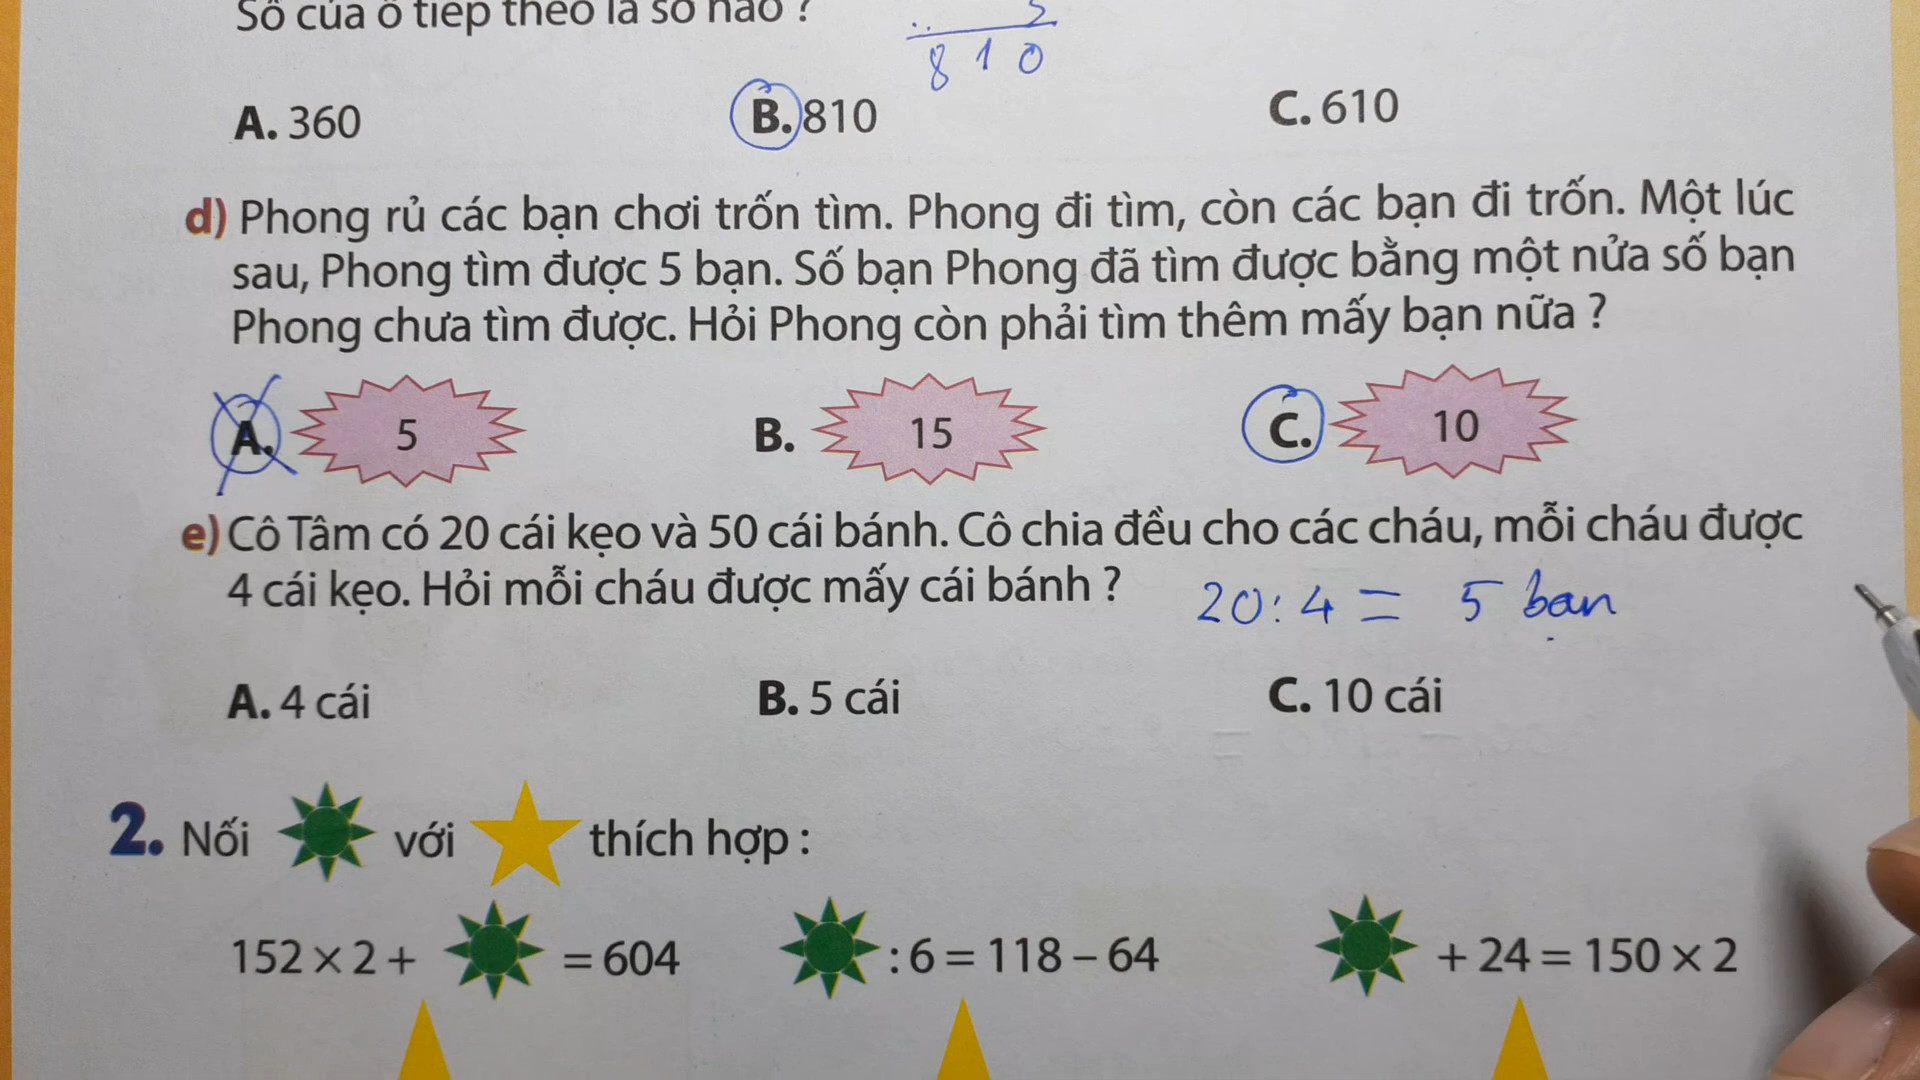 Số của ô tiếp theo là số nào ?
2
8 1 0
A. 360
B. 810
C. 610
d) Phong rủ các bạn chơi trốn tìm. Phong đi tìm, còn các bạn đi trốn. Một lúc
sau, Phong tìm được 5 bạn. Số bạn Phong đã tìm được bằng một nửa số bạn
Phong chưa tìm được. Hỏi Phong còn phải tìm thêm mấy bạn nữa ?
A. 5
B. 15
C. 10
e) Cô Tâm có 20 cái kẹo và 50 cái bánh. Cô chia đều cho các cháu, mỗi cháu được
4 cái kẹo. Hỏi mỗi cháu được mấy cái bánh ?
20 : 4 = 5 bạn
A. 4 cái
B. 5 cái
C. 10 cái
2. Nối với thích hợp :
152 × 2 + = 604
: 6 = 118 – 64
+ 24 = 150 × 2